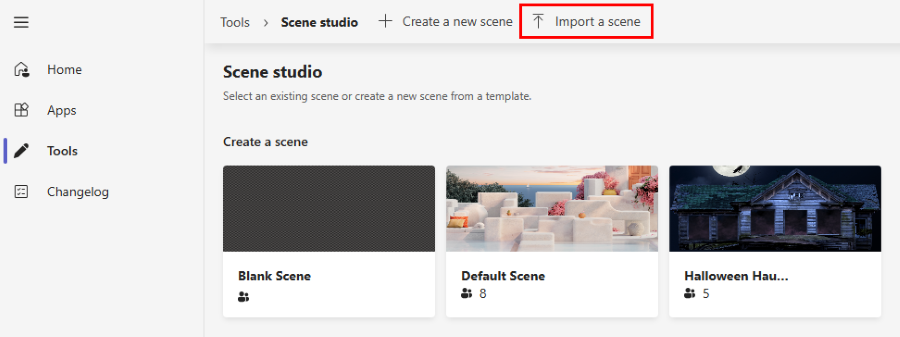 Tools > Scene studio + Create a new scene Import a scene
Home
Apps
Tools
Changelog
Scene studio
Select an existing scene or create a new scene from a template.
Create a scene
Blank Scene
Default Scene
8
Halloween Hau...
5